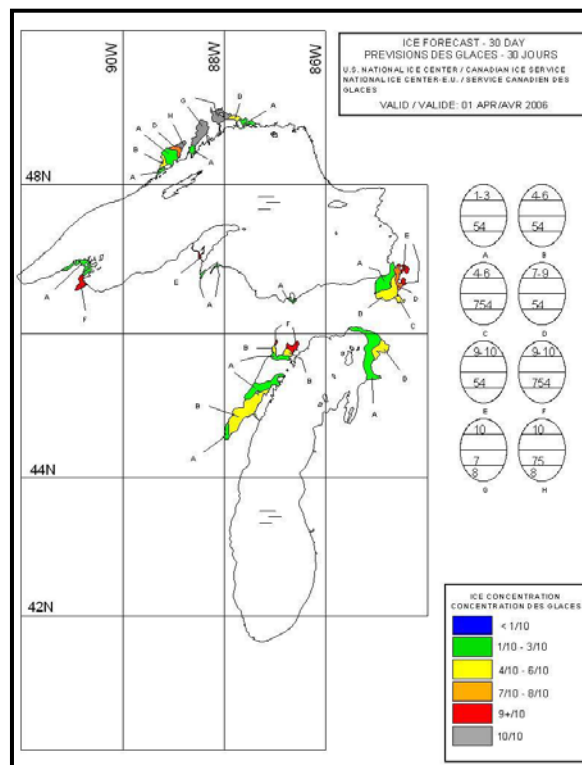 90W
88W
86W
ICE FORECAST - 30 DAY
PREVISIONS DES GLACES - 30 JOURS
U.S. NATIONAL ICE CENTER / CANADIAN ICE SERVICE
NATIONAL ICE CENTER-E.U. / SERVICE CANADIEN DES
GLACES
VALID / VALIDE: 01 APR/AVR 2006
G
D
A
H
D
A
B
A
A
48N
1-3
54
A
4-6
54
B
4-6
754
C
7-9
54
D
9-10
54
E
9-10
754
F
10
7
8
G
10
75
8
H
E
A
D
B
C
A
F
E
A
A
F
B
A
B
B
A
D
A
44N
42N
ICE CONCENTRATION
CONCENTRATION DES GLACES
< 1/10
1/10 - 3/10
4/10 - 6/10
7/10 - 8/10
9+/10
10/10